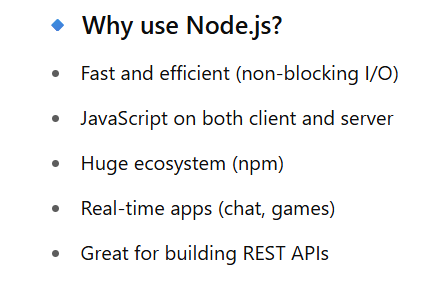 Why use Node.js?
Fast and efficient (non-blocking I/O)
JavaScript on both client and server
Huge ecosystem (npm)
Real-time apps (chat, games)
Great for building REST APIs